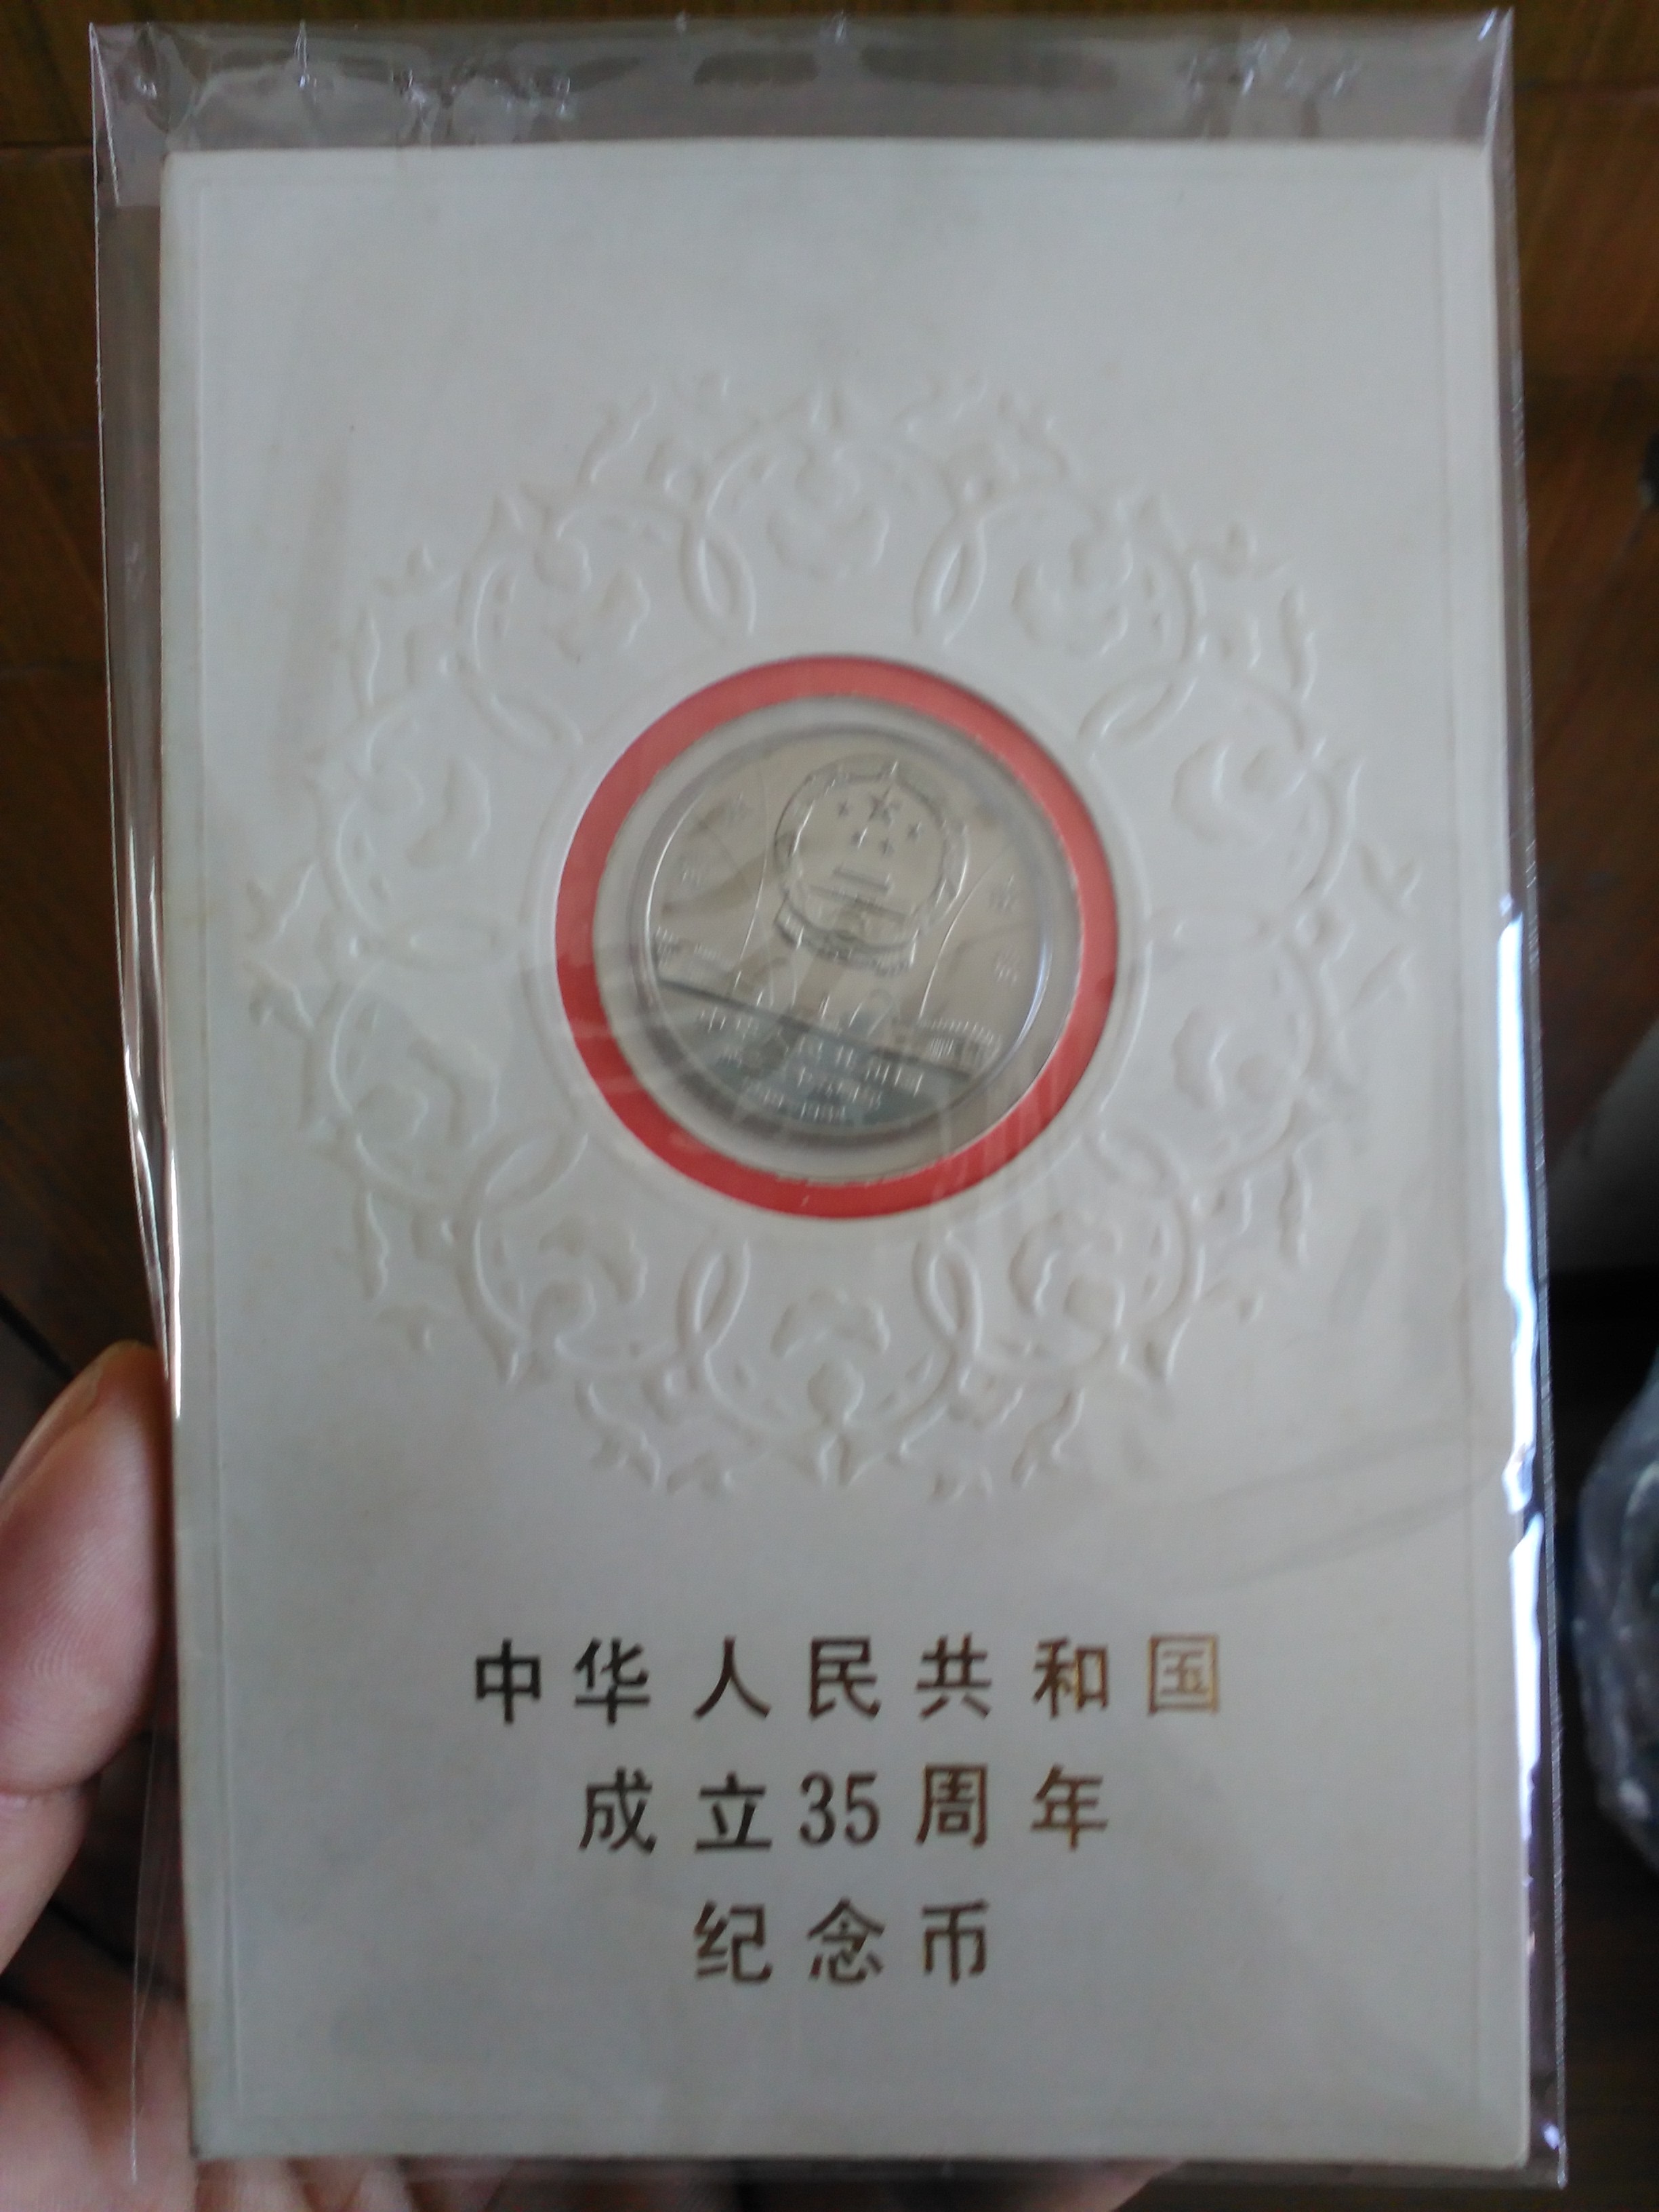 中华人民共和国
成立35周年
纪念币